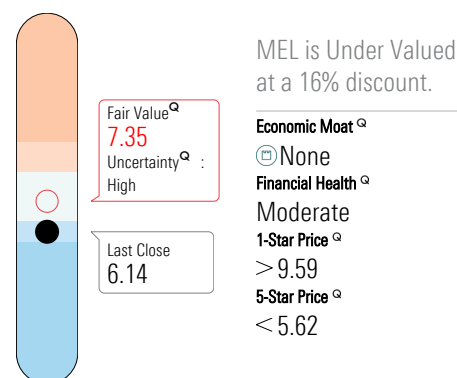 Fair Value Q
7.35
Uncertainty Q :
High
Last Close
6.14
MEL is Under Valued
at a 16% discount.
Economic Moat Q
None
Financial Health Q
Moderate
1-Star Price Q
>9.59
5-Star Price Q
<5.62